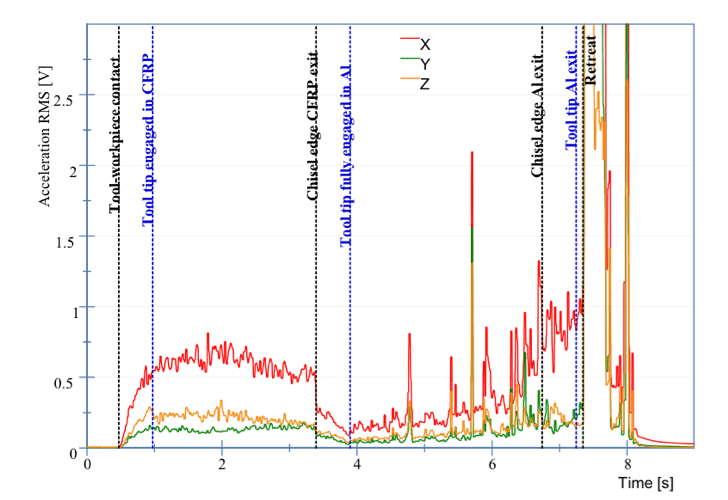 X
Y
Z
Acceleration RMS [V]
2.5
2
1.5
1
0.5
0
0
2
4
6
8
Time [s]
Tool-workpiece contact
Tool tip engaged in CFRP
Chisel edge CFRP exit
Tool tip fully engaged in Al
Chisel edge Al exit
Tool tip Al exit
Retreat